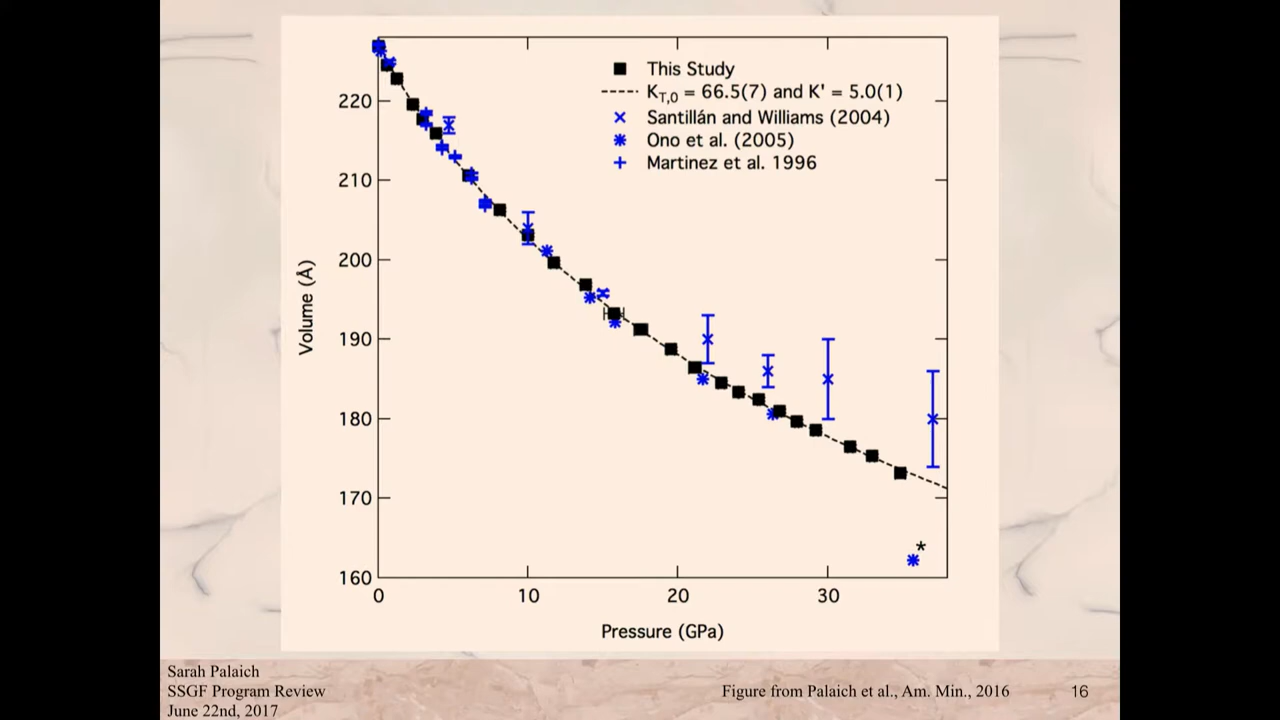 This Study
K_T,0 = 66.5(7) and K' = 5.0(1)
Santillán and Williams (2004)
Ono et al. (2005)
Martinez et al. 1996
220
210
200
190
180
170
160
Volume (Å)
0 10 20 30
Pressure (GPa)
*
Sarah Palaich
SSGF Program Review
June 22nd, 2017
Figure from Palaich et al., Am. Min., 2016
16